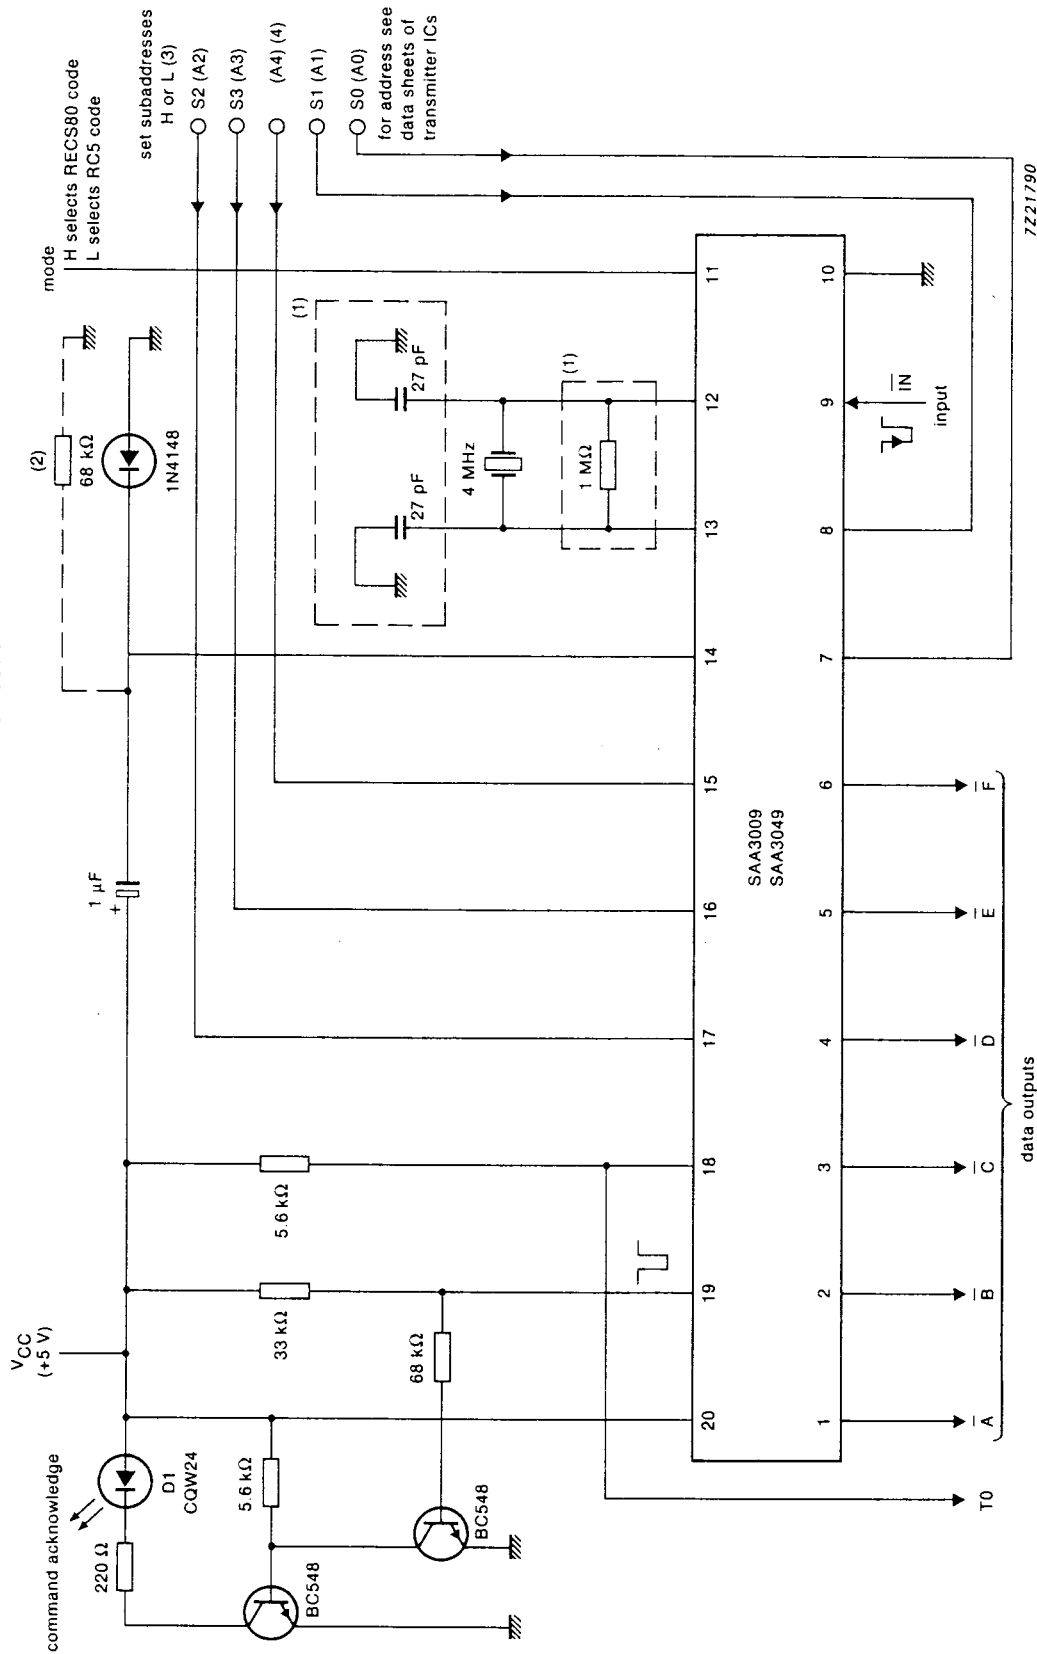 command acknowledge
220 Ω
D1
CQW24
VCC
(+5 V)
5.6 kΩ
BC548
BC548
33 kΩ
68 kΩ
5.6 kΩ
1 µF
+
(2)
68 kΩ
1N4148
mode
H selects RECS80 code
L selects RC5 code
set subaddresses
H or L (3)
S2 (A2)
S3 (A3)
(A4) (4)
S1 (A1)
S0 (A0)
for address see
data sheets of
transmitter ICs
(1)
27 pF
27 pF
4 MHz
(1)
1 MΩ
20
19
18
17
16
15
14
13
12
11
SAA3009
SAA3049
1
2
3
4
5
6
7
8
9
10
T0
A
B
C
D
E
F
data outputs
IN
input
7Z21790